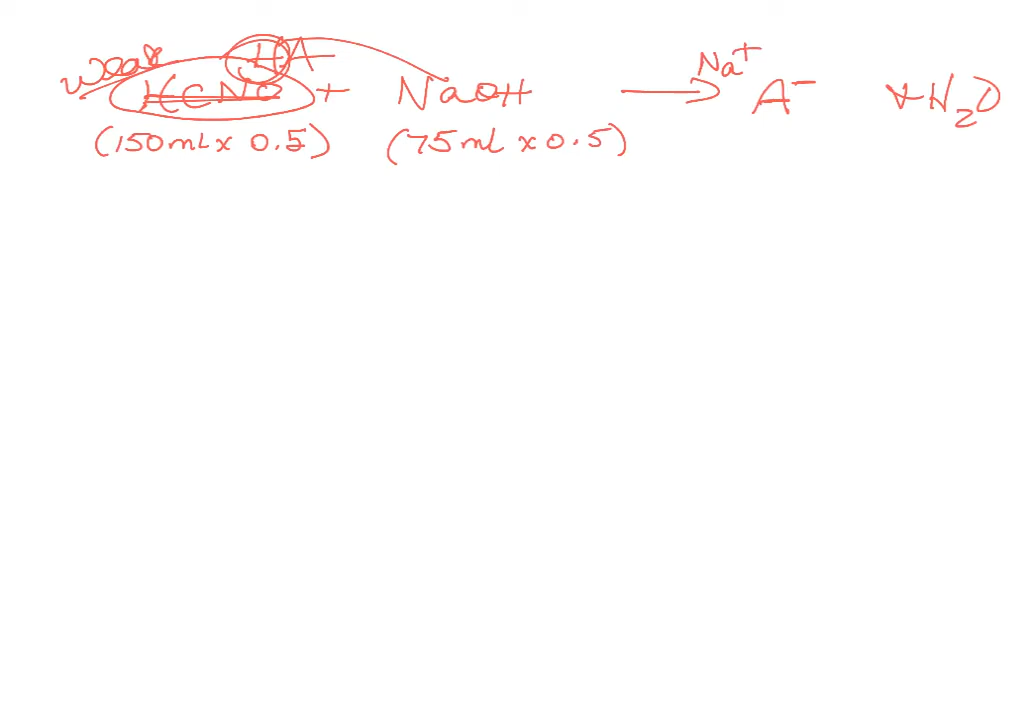 weak HA
HCNO + NaOH → Na⁺ A⁻ + H₂O
(150mL x 0.5) (75mL x 0.5)